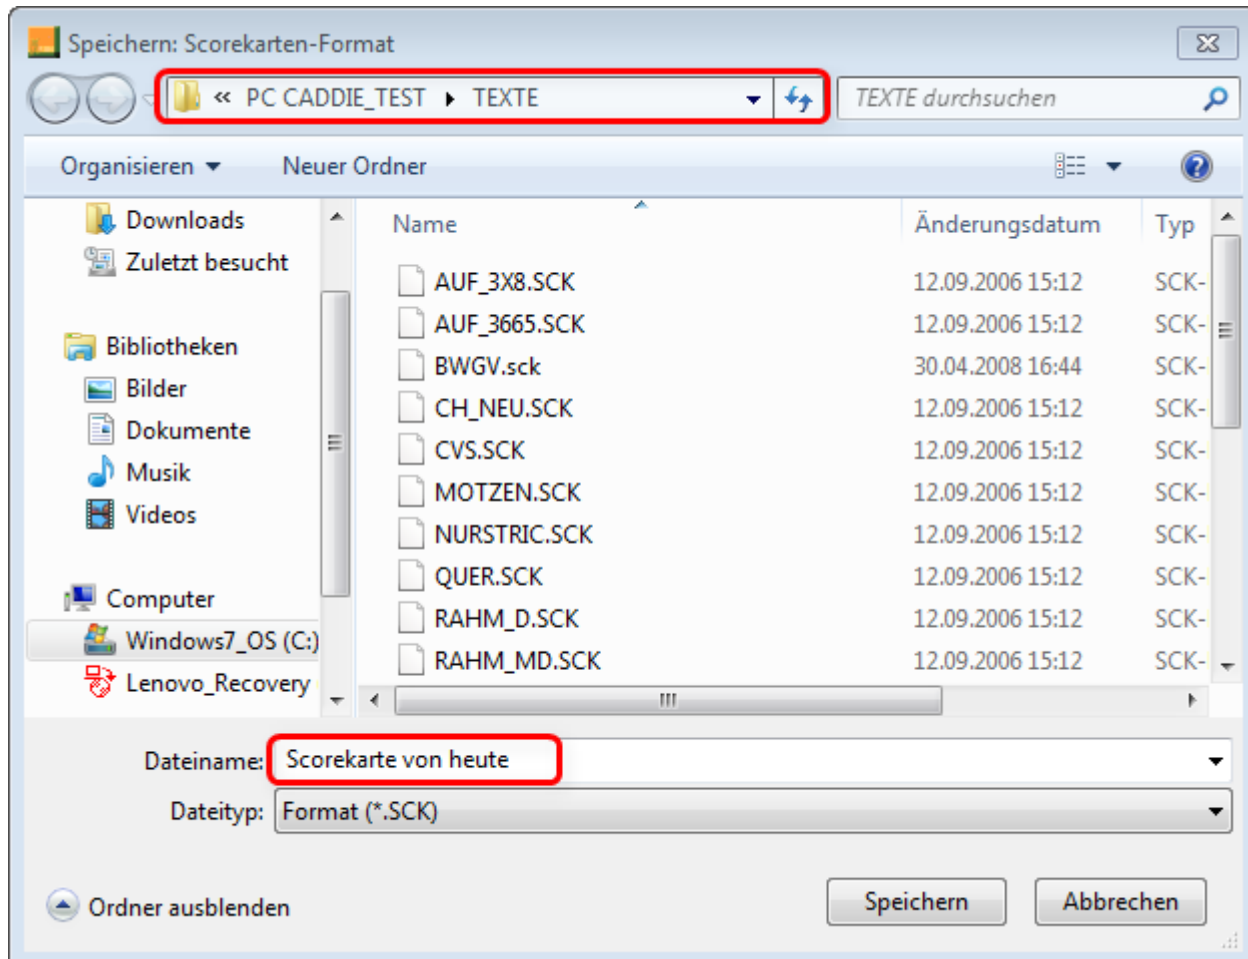 Speichern: Scorekarten-Format
« PC CADDIE_TEST ▸ TEXTE
TEXTE durchsuchen
Organisieren
Neuer Ordner
Downloads
Zuletzt besucht
Bibliotheken
Bilder
Dokumente
Musik
Videos
Computer
Windows7_OS (C:)
Lenovo_Recovery
Name Änderungsdatum Typ
AUF_3X8.SCK 12.09.2006 15:12 SCK-
AUF_3665.SCK 12.09.2006 15:12 SCK-
BWGV.sck 30.04.2008 16:44 SCK-
CH_NEU.SCK 12.09.2006 15:12 SCK-
CVS.SCK 12.09.2006 15:12 SCK-
MOTZEN.SCK 12.09.2006 15:12 SCK-
NURSTRIC.SCK 12.09.2006 15:12 SCK-
QUER.SCK 12.09.2006 15:12 SCK-
RAHM_D.SCK 12.09.2006 15:12 SCK-
RAHM_MD.SCK 12.09.2006 15:12 SCK-
Dateiname: Scorekarte von heute
Dateityp: Format (*.SCK)
Ordner ausblenden
Speichern
Abbrechen